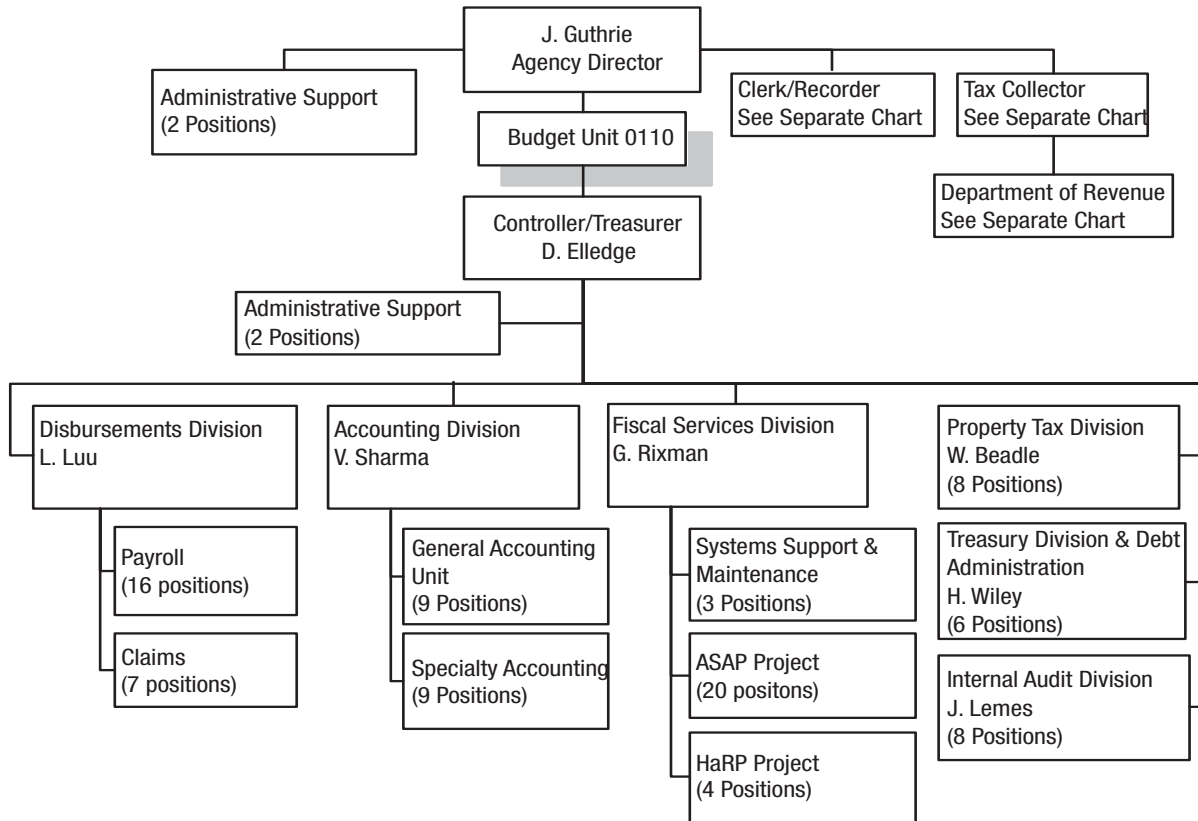 J. Guthrie
Agency Director
Administrative Support
(2 Positions)
Clerk/Recorder
See Separate Chart
Tax Collector
See Separate Chart
Budget Unit 0110
Department of Revenue
See Separate Chart
Controller/Treasurer
D. Elledge
Administrative Support
(2 Positions)
Disbursements Division
L. Luu
Payroll
(16 positions)
Claims
(7 positions)
Accounting Division
V. Sharma
General Accounting
Unit
(9 Positions)
Specialty Accounting
(9 Positions)
Fiscal Services Division
G. Rixman
Systems Support &
Maintenance
(3 Positions)
ASAP Project
(20 positons)
HaRP Project
(4 Positions)
Property Tax Division
W. Beadle
(8 Positions)
Treasury Division & Debt
Administration
H. Wiley
(6 Positions)
Internal Audit Division
J. Lemes
(8 Positions)